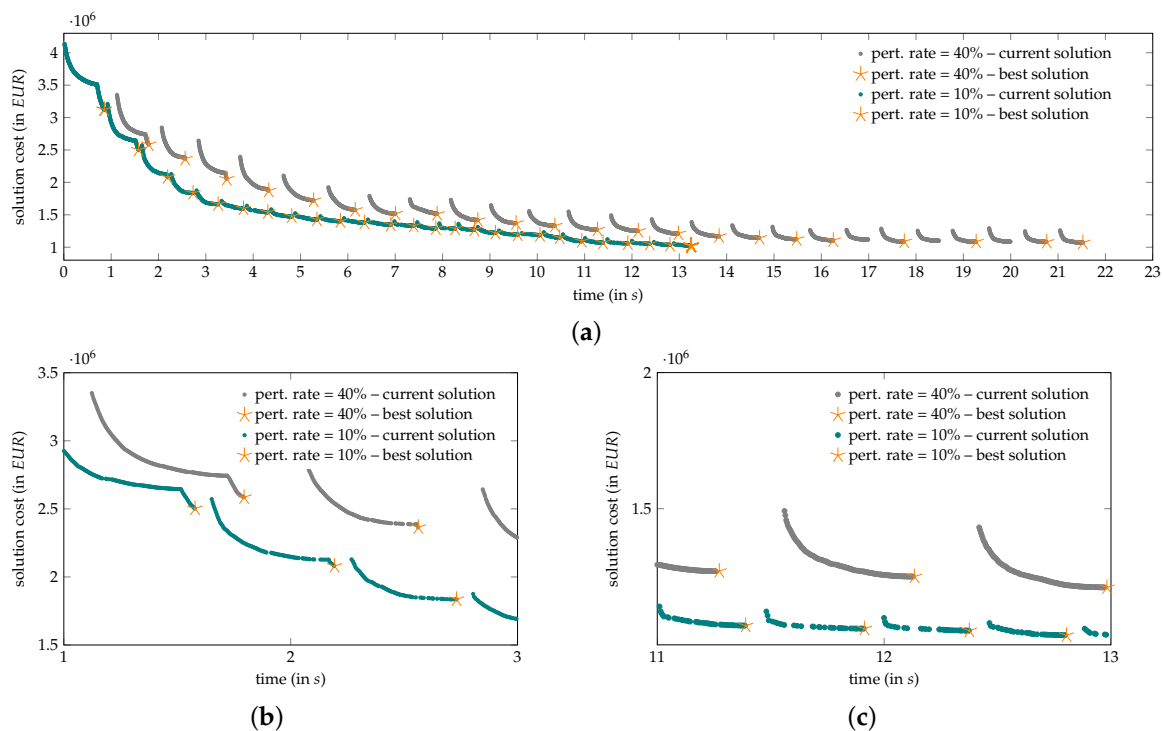 ·10⁶
4
3.5
3
2.5
2
1.5
1
solution cost (in EUR)
pert. rate = 40% – current solution
pert. rate = 40% – best solution
pert. rate = 10% – current solution
pert. rate = 10% – best solution
0 1 2 3 4 5 6 7 8 9 10 11 12 13 14 15 16 17 18 19 20 21 22 23
time (in s)
(a)
·10⁶
3.5
3
2.5
2
1.5
solution cost (in EUR)
pert. rate = 40% – current solution
pert. rate = 40% – best solution
pert. rate = 10% – current solution
pert. rate = 10% – best solution
1 2 3
time (in s)
(b)
·10⁶
2
1.5
solution cost (in EUR)
pert. rate = 40% – current solution
pert. rate = 40% – best solution
pert. rate = 10% – current solution
pert. rate = 10% – best solution
11 12 13
time (in s)
(c)